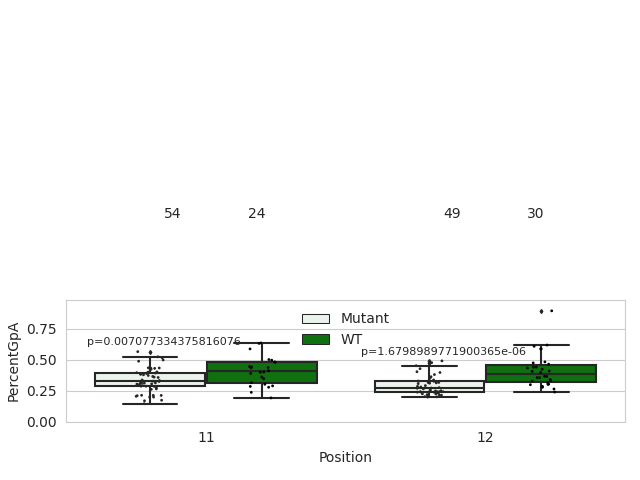 54 24 49 30
Mutant
WT
p=0.007077334375816076
p=1.6798989771900365e-06
PercentGpA
0.75
0.50
0.25
0.00
11 12
Position